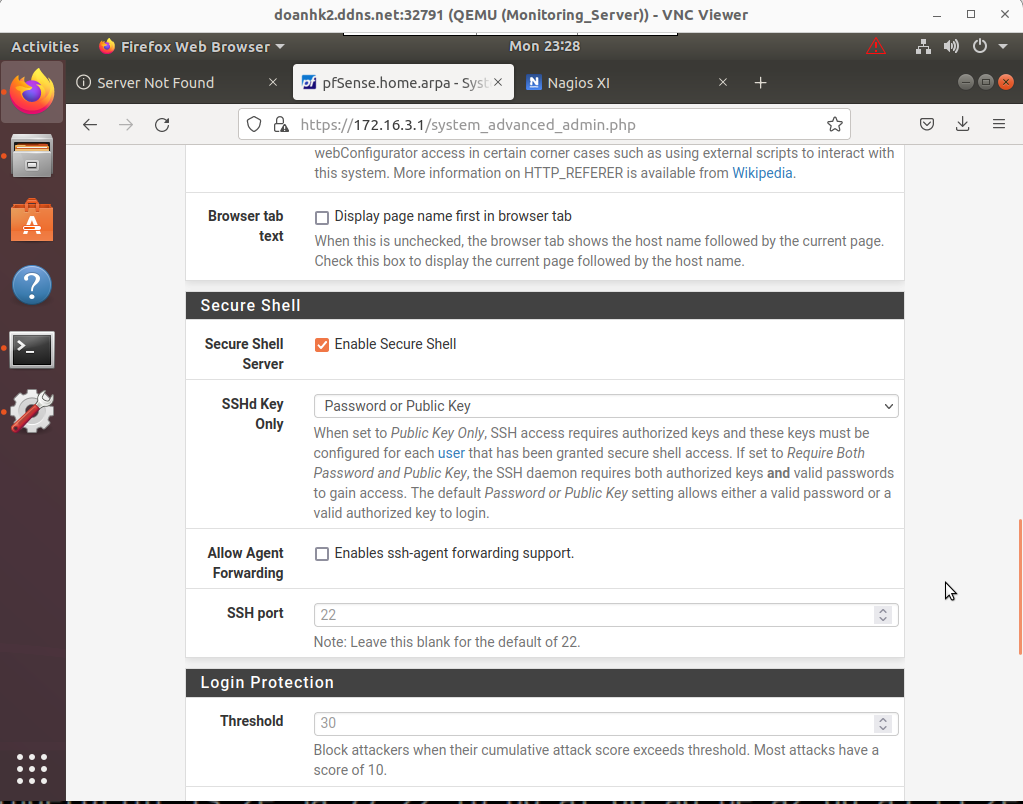 doanhk2.ddns.net:32791 (QEMU (Monitoring_Server)) - VNC Viewer
Activities Firefox Web Browser Mon 23:28
Server Not Found pfSense.home.arpa - Syst Nagios XI
https://172.16.3.1/system_advanced_admin.php
webConfigurator access in certain corner cases such as using external scripts to interact with
this system. More information on HTTP_REFERER is available from Wikipedia.
Browser tab
text
Display page name first in browser tab
When this is unchecked, the browser tab shows the host name followed by the current page.
Check this box to display the current page followed by the host name.
Secure Shell
Secure Shell
Server
Enable Secure Shell
SSHd Key
Only
Password or Public Key
When set to Public Key Only, SSH access requires authorized keys and these keys must be
configured for each user that has been granted secure shell access. If set to Require Both
Password and Public Key, the SSH daemon requires both authorized keys and valid passwords
to gain access. The default Password or Public Key setting allows either a valid password or a
valid authorized key to login.
Allow Agent
Forwarding
Enables ssh-agent forwarding support.
SSH port
22
Note: Leave this blank for the default of 22.
Login Protection
Threshold
30
Block attackers when their cumulative attack score exceeds threshold. Most attacks have a
score of 10.